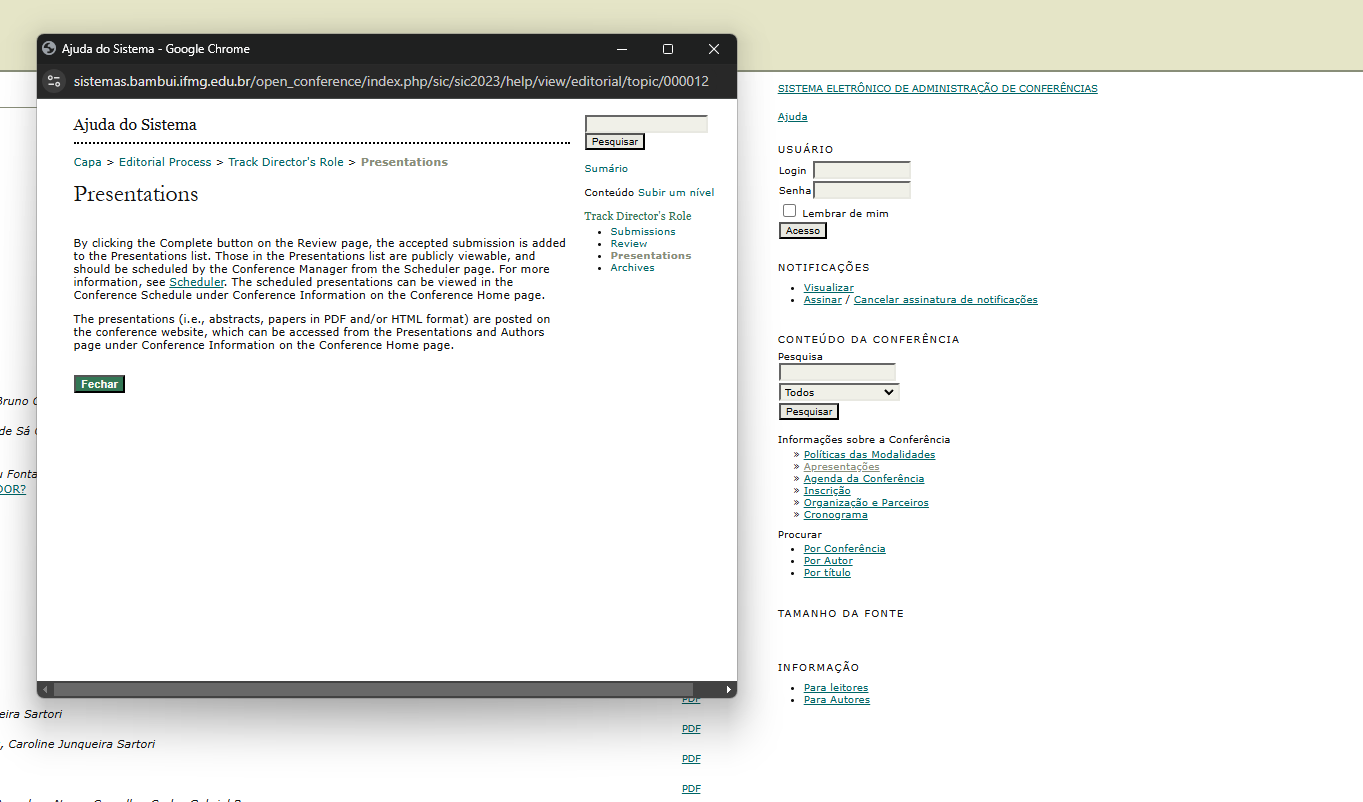 Ajuda do Sistema - Google Chrome
sistemas.bambui.ifmg.edu.br/open_conference/index.php/sic/sic2023/help/view/editorial/topic/000012
Ajuda do Sistema
Capa > Editorial Process > Track Director's Role > Presentations
Presentations
By clicking the Complete button on the Review page, the accepted submission is added
to the Presentations list. Those in the Presentations list are publicly viewable, and
should be scheduled by the Conference Manager from the Scheduler page. For more
information, see Scheduler. The scheduled presentations can be viewed in the
Conference Schedule under Conference Information on the Conference Home page.
The presentations (i.e., abstracts, papers in PDF and/or HTML format) are posted on
the conference website, which can be accessed from the Presentations and Authors
page under Conference Information on the Conference Home page.
Fechar
Pesquisar
Sumário
Conteúdo Subir um nível
Track Director's Role
Submissions
Review
Presentations
Archives
Bruno
de Sá
Fonta
DOR?
eira Sartori
, Caroline Junqueira Sartori
PDF
PDF
PDF
PDF
SISTEMA ELETRÔNICO DE ADMINISTRAÇÃO DE CONFERÊNCIAS
Ajuda
USUÁRIO
Login
Senha
Lembrar de mim
Acesso
NOTIFICAÇÕES
Visualizar
Assinar / Cancelar assinatura de notificações
CONTEÚDO DA CONFERÊNCIA
Pesquisa
Todos
Pesquisar
Informações sobre a Conferência
» Políticas das Modalidades
» Apresentações
» Agenda da Conferência
» Inscrição
» Organização e Parceiros
» Cronograma
Procurar
Por Conferência
Por Autor
Por título
TAMANHO DA FONTE
INFORMAÇÃO
Para leitores
Para Autores